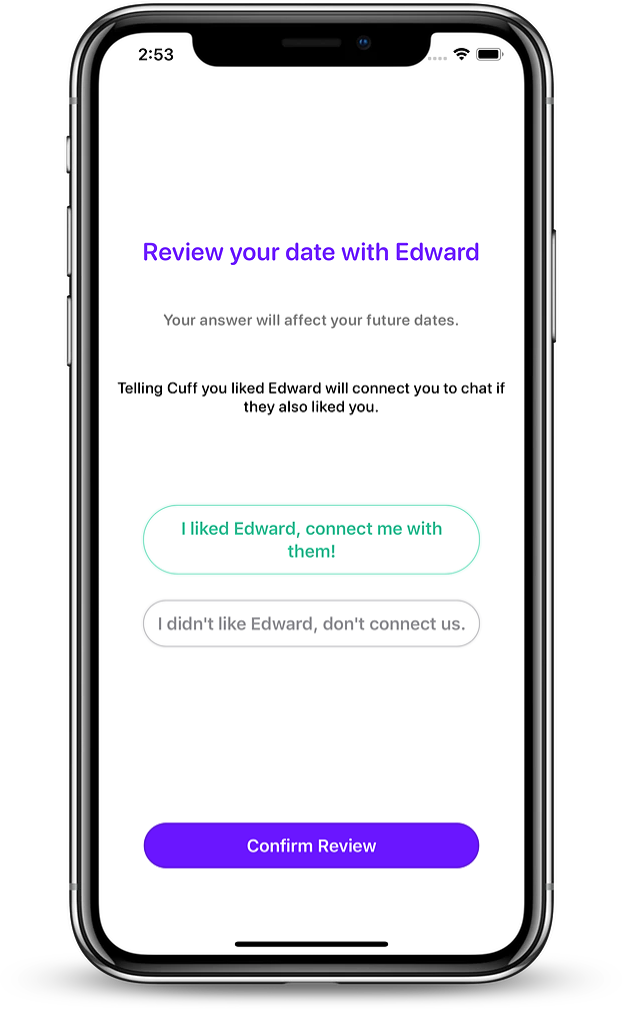 2:53
Review your date with Edward
Your answer will affect your future dates.
Telling Cuff you liked Edward will connect you to chat if
they also liked you.
I liked Edward, connect me with
them!
I didn't like Edward, don't connect us.
Confirm Review